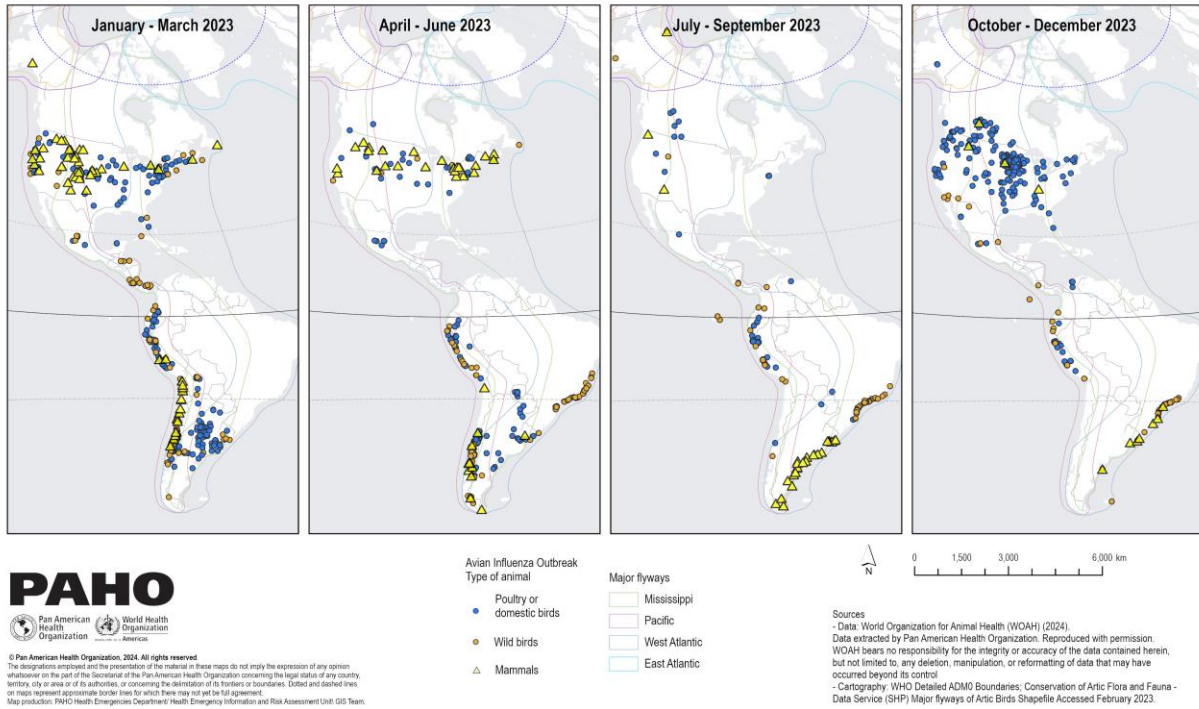 January - March 2023
April - June 2023
July - September 2023
October - December 2023
PAHO
Pan American
Health
Organization
World Health
Organization
Americas
© Pan American Health Organization, 2024. All rights reserved.
The designations employed and the presentation of the material in these maps do not imply the expression of any opinion
whatsoever on the part of the Secretariat of the Pan American Health Organization concerning the legal status of any country,
territory, city or area or of its authorities, or concerning the delimitation of its frontiers or boundaries. Dotted and dashed lines
on maps represent approximate border lines for which there may not yet be full agreement.
Map production: PAHO Health Emergencies Department/ Health Emergency Information and Risk Assessment Unit\ GIS Team.
Avian Influenza Outbreak
Type of animal
Poultry or
domestic birds
Wild birds
Mammals
Major flyways
Mississippi
Pacific
West Atlantic
East Atlantic
N
0 1,500 3,000 6,000 km
Sources
- Data: World Organization for Animal Health (WOAH) (2024).
Data extracted by Pan American Health Organization. Reproduced with permission.
WOAH bears no responsibility for the integrity or accuracy of the data contained herein,
but not limited to, any deletion, manipulation, or reformatting of data that may have
occurred beyond its control
- Cartography: WHO Detailed ADM0 Boundaries; Conservation of Artic Flora and Fauna -
Data Service (SHP) Major flyways of Artic Birds Shapefile Accessed February 2023.